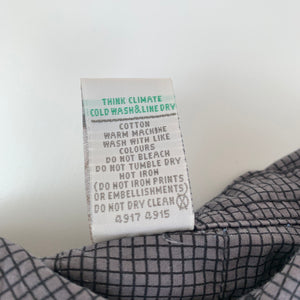 THINK CLIMATE
COLD WASH & LINE DRY
COTTON
WARM MACHINE
WASH WITH LIKE
COLOURS
DO NOT BLEACH
DO NOT TUMBLE DRY
HOT IRON
(DO NOT IRON PRINTS
OR EMBELLISHMENTS)
DO NOT DRY CLEAN
4917 4915